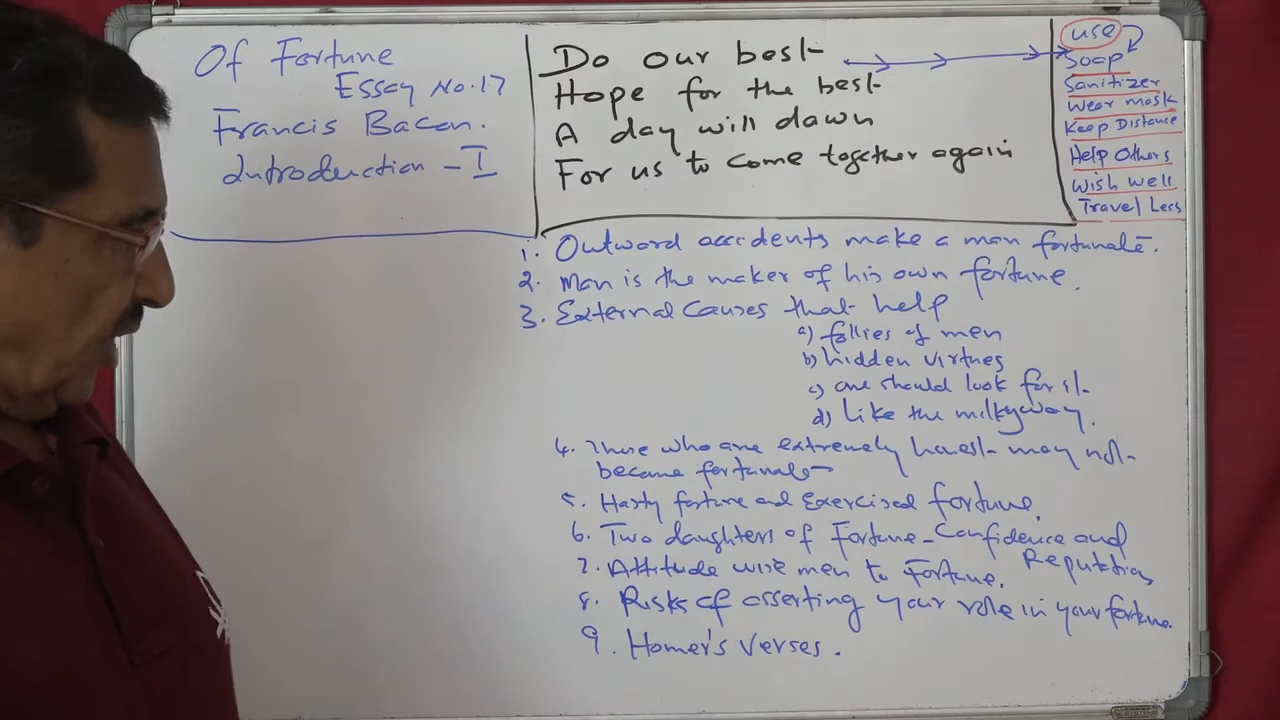 Of Fortune
Essay No.17
Francis Bacon.
Introduction - I
Do our best
Hope for the best
A day will dawn
For us to come together again
use
Soap
Sanitizer
Wear mask
Keep Distance
Help Others
Wish well
Travel Less
1. Outward accidents make a man fortunate.
2. Man is the maker of his own fortune.
3. External Causes that help
a) follies of men
b) hidden virtues
c) one should look for it
d) Like the milkyway.
4. Those who are extremely honest may not
become fortunate
5. Hasty fortune and Exercised fortune.
6. Two daughters of Fortune - Confidence and
Reputation
7. Attitude wise men to Fortune.
8. Risks of asserting your role in your fortune.
9. Homer's Verses.